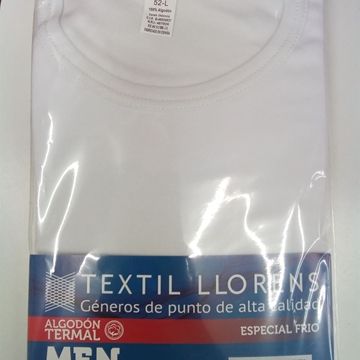 52-L
100% Algodón
TEXTIL LLORENS
Géneros de punto de alta calidad
ALGODÓN
TERMAL
ESPECIAL FRIO
MEN